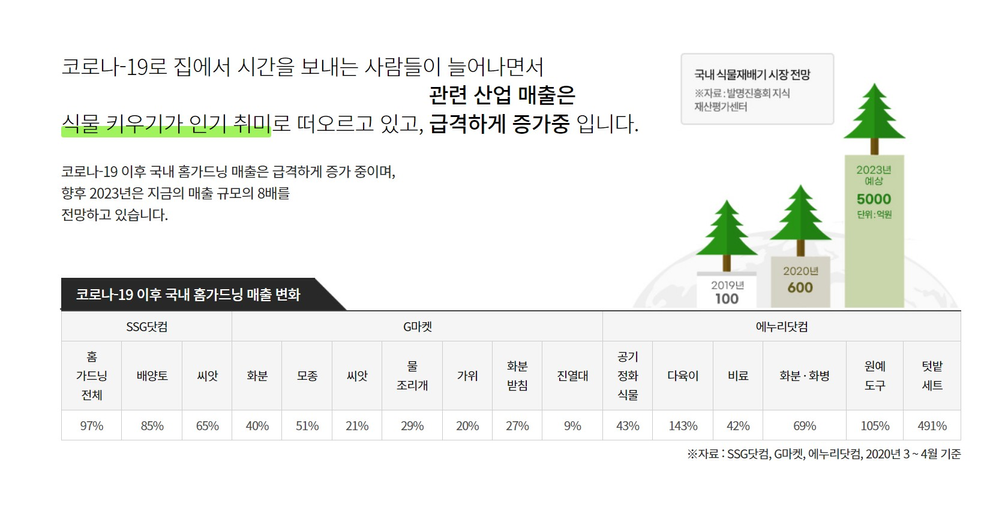 코로나-19로 집에서 시간을 보내는 사람들이 늘어나면서
관련 산업 매출은
식물 키우기가 인기 취미로 떠오르고 있고, 급격하게 증가중 입니다.
코로나-19 이후 국내 홈가드닝 매출은 급격하게 증가 중이며,
향후 2023년은 지금의 매출 규모의 8배를
전망하고 있습니다.
국내 식물재배기 시장 전망
※자료 : 발명진흥회 지식
재산평가센터
2019년
100
2020년
600
2023년
예상
5000
단위 : 억원
코로나-19 이후 국내 홈가드닝 매출 변화
SSG닷컴 G마켓 에누리닷컴
홈
가드닝
전체
배양토
씨앗
화분
모종
씨앗
물
조리개
가위
화분
받침
진열대
공기
정화
식물
다육이
비료
화분 · 화병
원예
도구
텃밭
세트
97% 85% 65% 40% 51% 21% 29% 20% 27% 9% 43% 143% 42% 69% 105% 491%
※자료 : SSG닷컴, G마켓, 에누리닷컴, 2020년 3 ~ 4월 기준